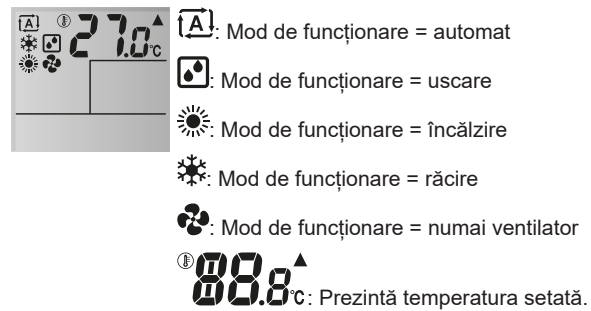 A 27.0°C
A: Mod de funcționare = automat
: Mod de funcționare = uscare
: Mod de funcționare = încălzire
: Mod de funcționare = răcire
: Mod de funcționare = numai ventilator
88.8°C: Prezintă temperatura setată.